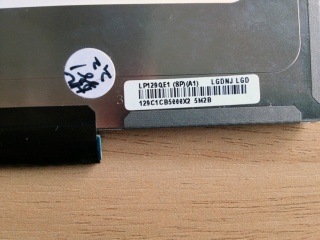 LP129QE1 (SP)(A1) LGDNJ LGD
129C1CB5000X2 5M2B